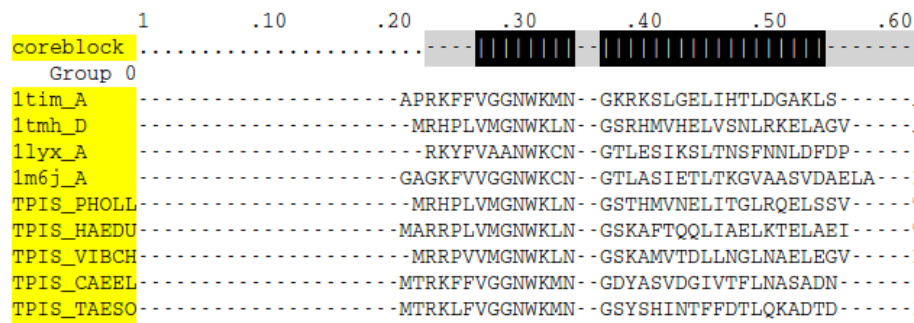 1 .10 .20 .30 .40 .50 .60
coreblock .......................----||||||||--||||||||||||||||||-------
Group 0
1tim_A ---------------------APRKFFVGGNWKMN--GKRKSLGELIHTLDGAKLS------
1tmh_D ----------------------MRHPLVMGNWKLN--GSRHMVHELVSNLRKELAGV-----
1lyx_A -----------------------RKYFVAANWKCN--GTLESIKSLTNSFNNLDFDP-----
1m6j_A ---------------------GAGKFVVGGNWKCN--GTLASIETLTKGVAASVDAELA---
TPIS_PHOLL ----------------------MRHPLVMGNWKLN--GSTHMVNELITGLRQELSSV-----
TPIS_HAEDU ---------------------MARRPLVMGNWKLN--GSKAFTQQLIAELKTELAEI-----
TPIS_VIBCH ----------------------MRRPVVMGNWKLN--GSKAMVTDLLNGLNAELEGV-----
TPIS_CAEEL ---------------------MTRKFFVGGNWKMN--GDYASVDGIVTFLNASADN------
TPIS_TAESO ---------------------MTRKLFVGGNWKMN--GSYSHINTFFDTLQKADTD------